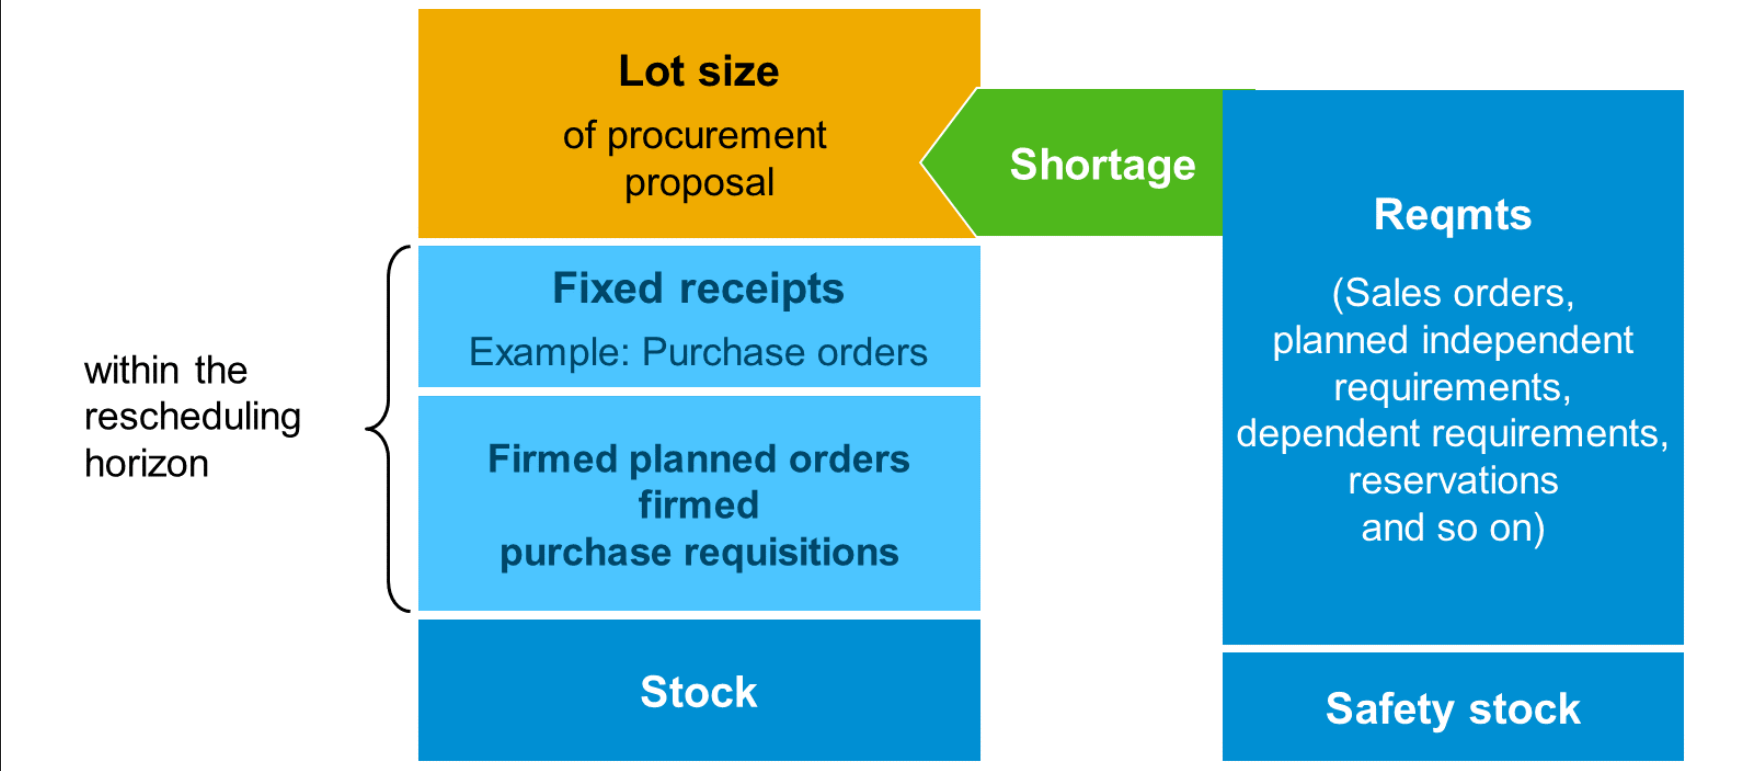 Lot size
of procurement
proposal
Shortage
Reqmts
(Sales orders,
planned independent
requirements,
dependent requirements,
reservations
and so on)
within the
rescheduling
horizon
Fixed receipts
Example: Purchase orders
Firmed planned orders
firmed
purchase requisitions
Stock
Safety stock